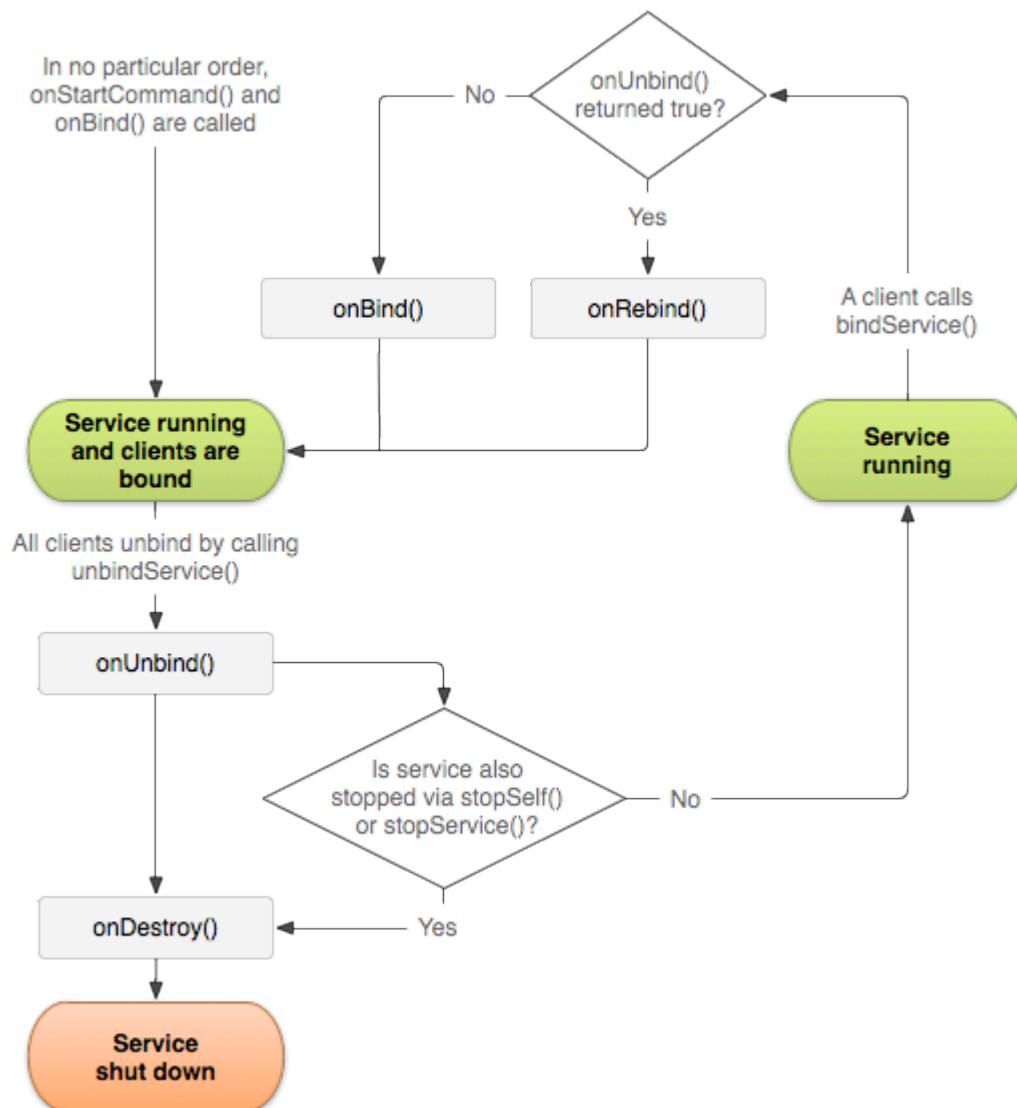 In no particular order,
onStartCommand() and
onBind() are called
onUnbind()
returned true?
No
Yes
onBind()
onRebind()
A client calls
bindService()
Service running
and clients are
bound
Service
running
All clients unbind by calling
unbindService()
onUnbind()
Is service also
stopped via stopSelf()
or stopService()?
No
Yes
onDestroy()
Service
shut down